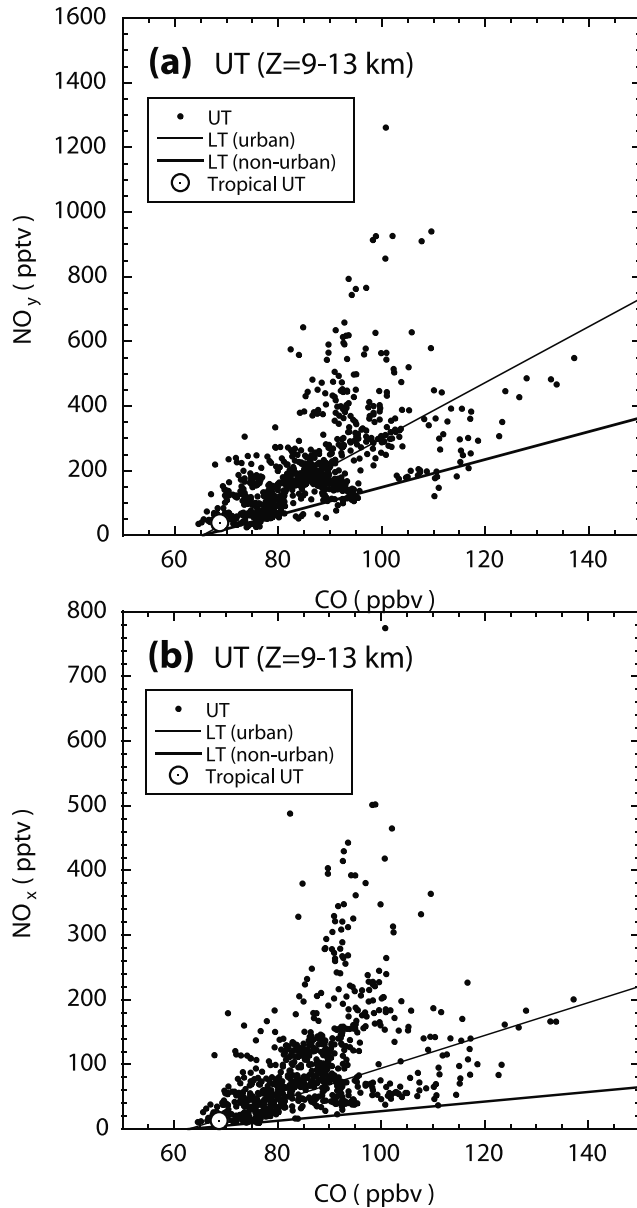 1600
(a) UT (Z=9-13 km)
1400
UT
LT (urban)
1200
LT (non-urban)
Tropical UT
1000
800
600
400
200
0
NOy ( pptv )
60 80 100 120 140
CO ( ppbv )
800
(b) UT (Z=9-13 km)
700
UT
LT (urban)
600
LT (non-urban)
Tropical UT
500
400
300
200
100
0
NOx ( pptv )
60 80 100 120 140
CO ( ppbv )